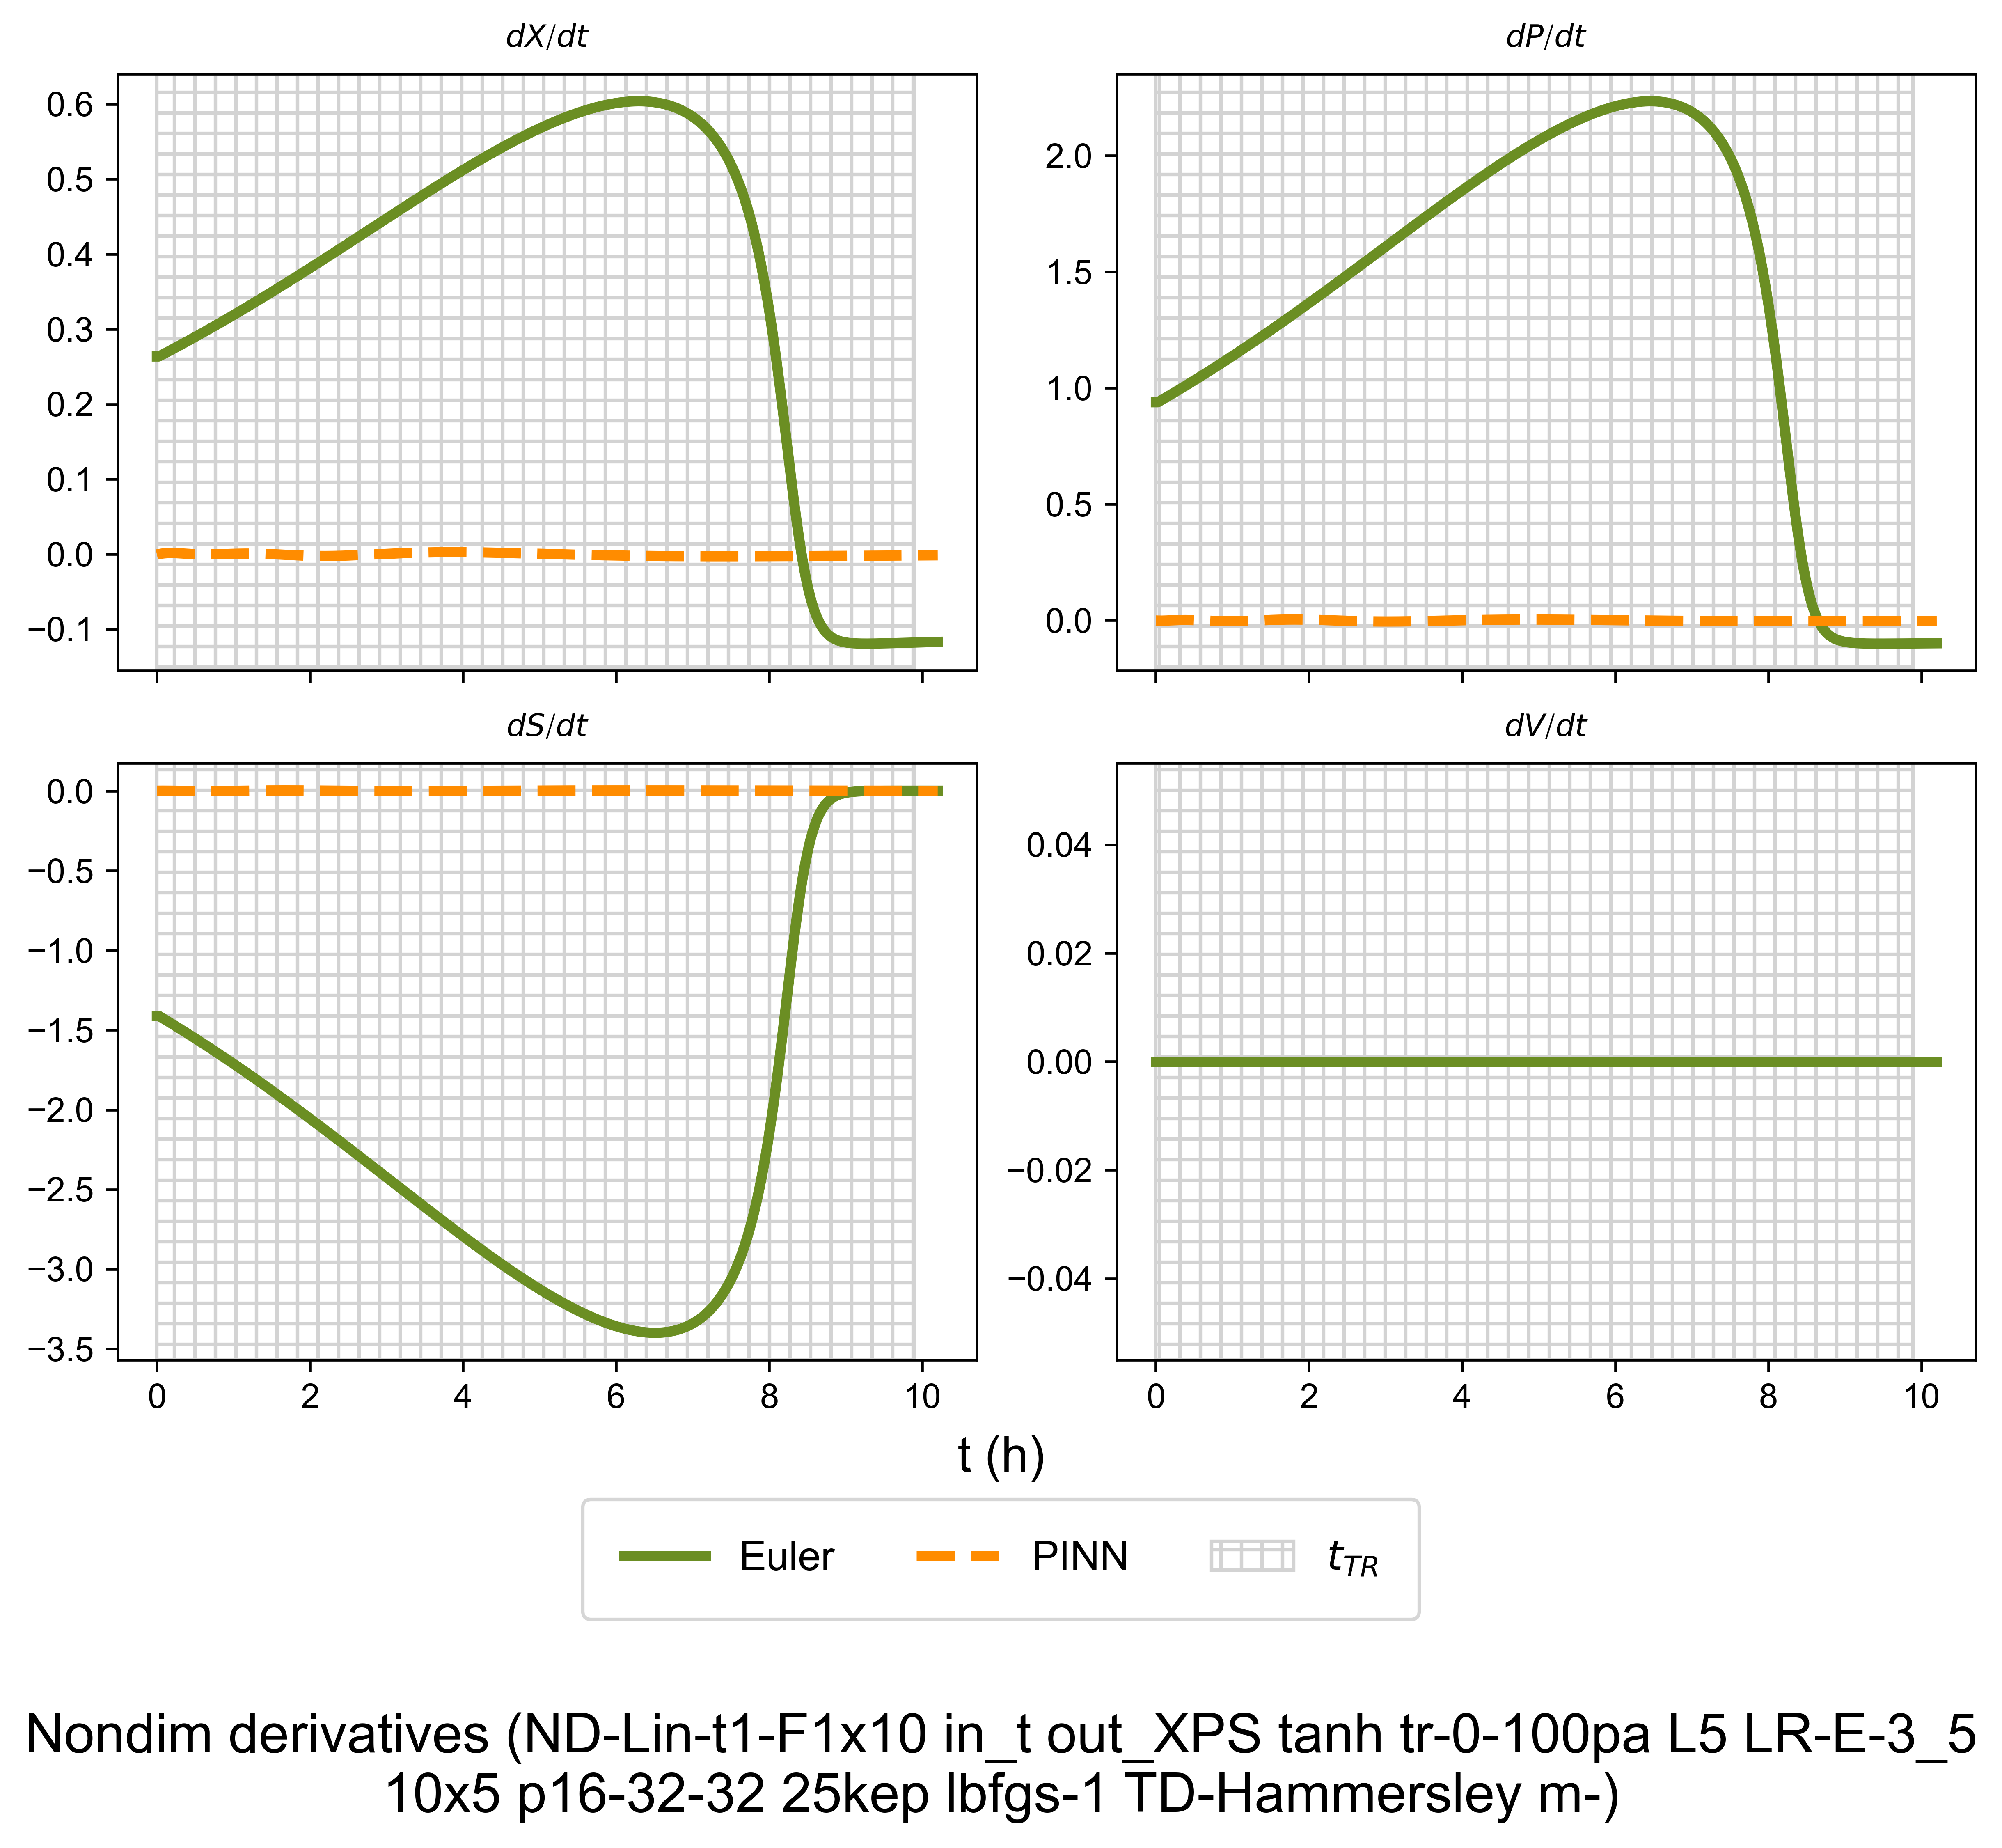 dX/dt
dP/dt
0.6
0.5
0.4
0.3
0.2
0.1
0.0
−0.1
2.0
1.5
1.0
0.5
0.0
dS/dt
dV/dt
0.0
−0.5
−1.0
−1.5
−2.0
−2.5
−3.0
−3.5
0.04
0.02
0.00
−0.02
−0.04
0 2 4 6 8 10
0 2 4 6 8 10
t (h)
Euler PINN t_TR
Nondim derivatives (ND-Lin-t1-F1x10 in_t out_XPS tanh tr-0-100pa L5 LR-E-3_5
10x5 p16-32-32 25kep lbfgs-1 TD-Hammersley m-)